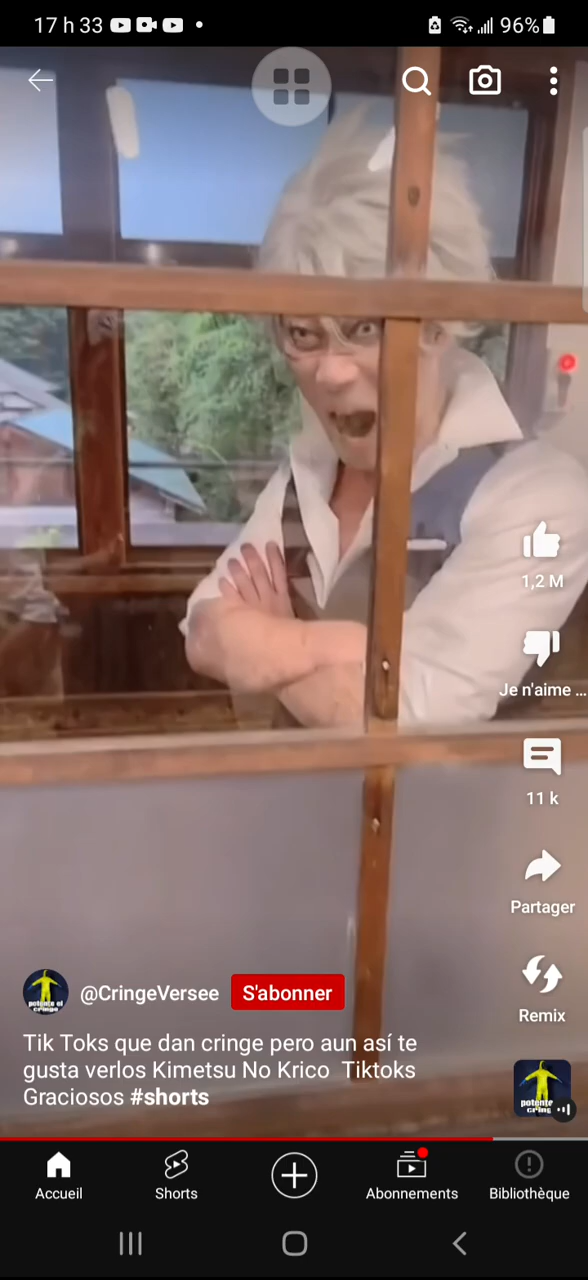 17 h 33
96%
1,2 M
Je n'aime ...
11 k
Partager
@CringeVersee
S'abonner
Remix
Tik Toks que dan cringe pero aun así te
gusta verlos Kimetsu No Krico Tiktoks
Graciosos #shorts
Accueil
Shorts
Abonnements
Bibliothèque